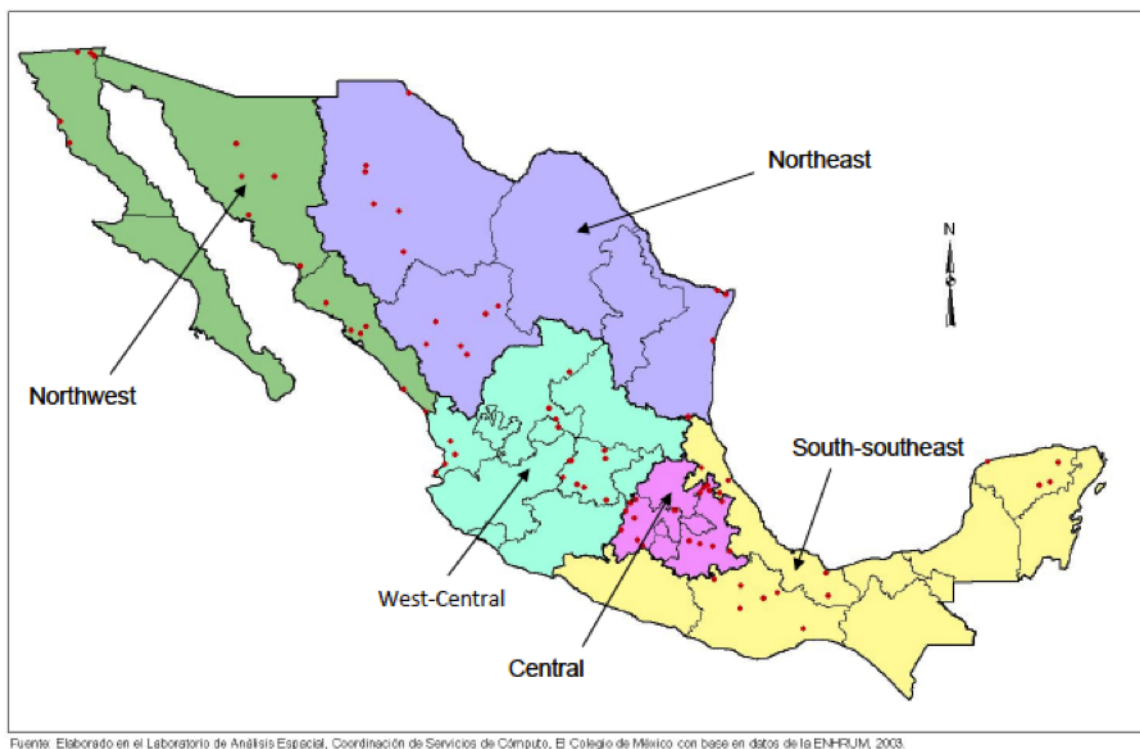 Northeast
N
Northwest
South-southeast
West-Central
Central
Fuente: Elaborado en el Laboratorio de Análisis Espacial, Coordinación de Servicios de Cómputo, El Colegio de México con base en datos de la ENHRUM, 2003.